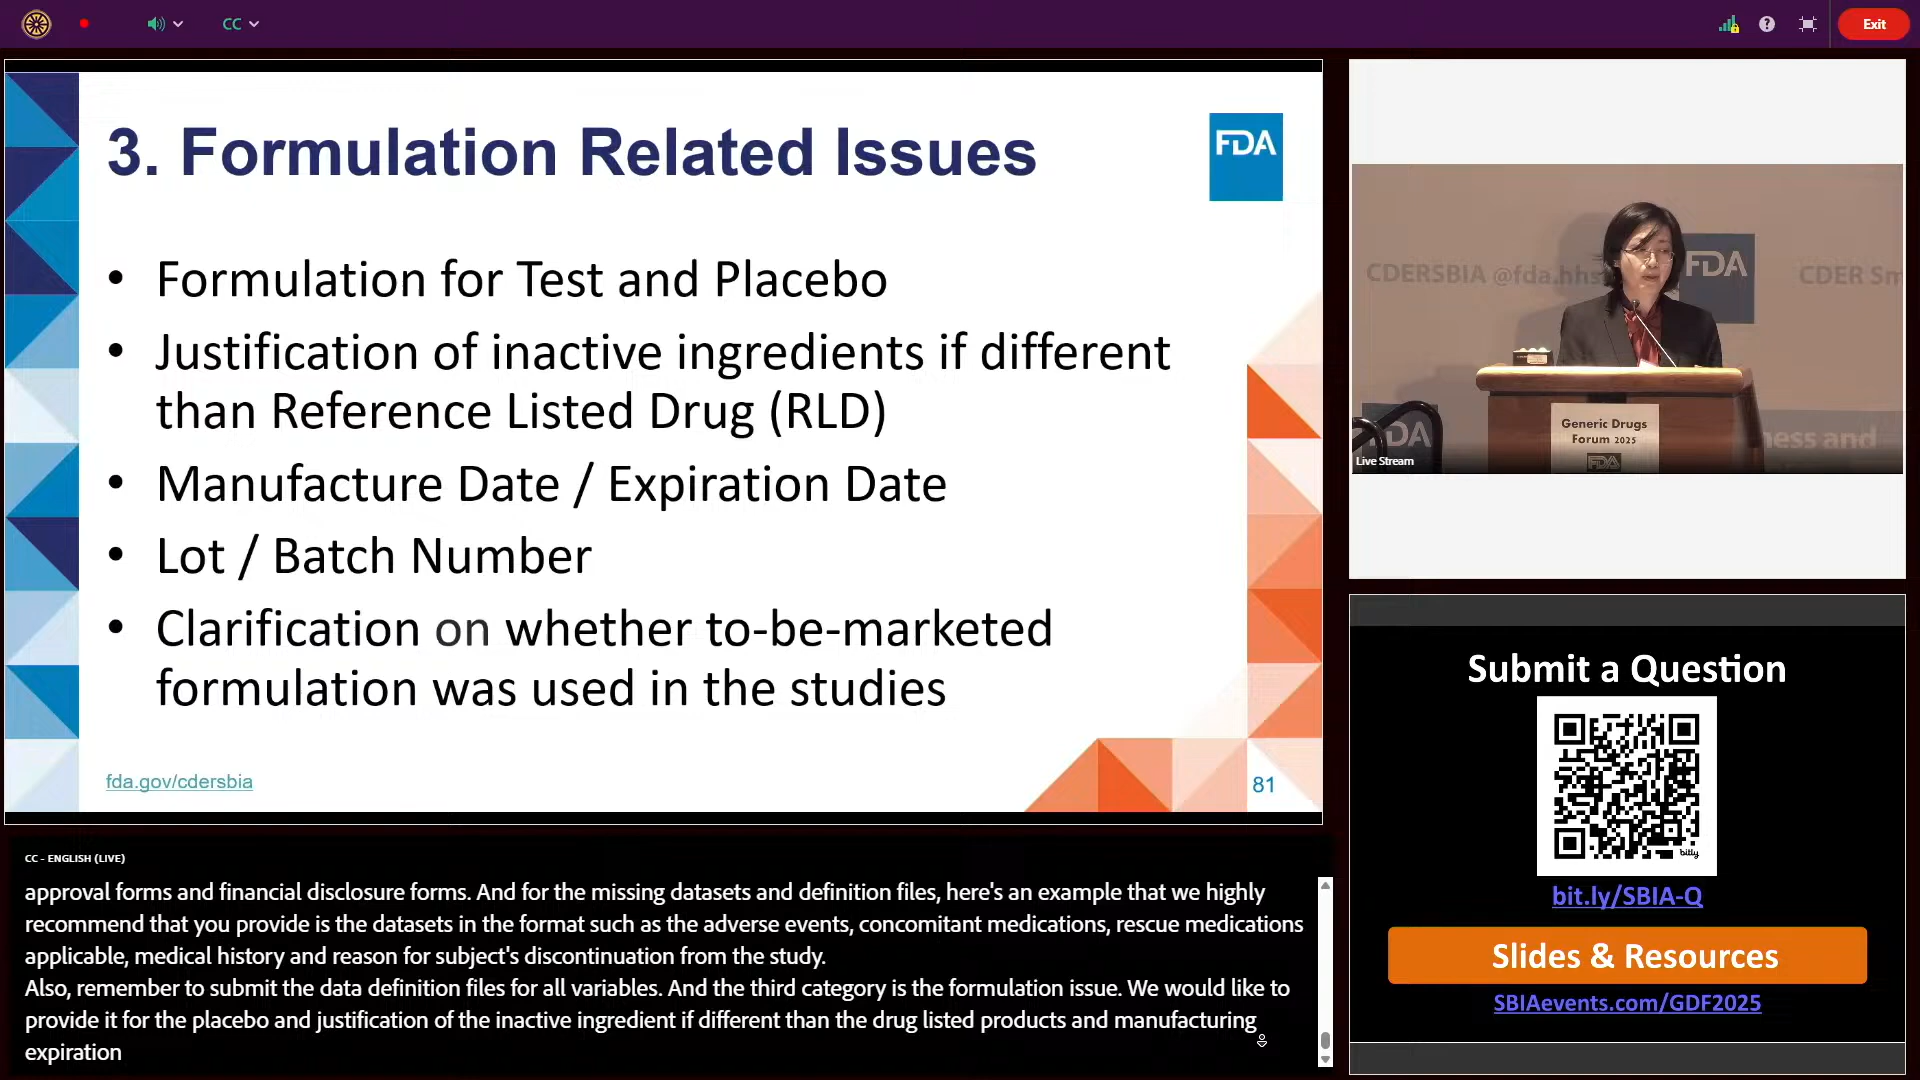 CC
Exit
3. Formulation Related Issues
FDA
• Formulation for Test and Placebo
• Justification of inactive ingredients if different
than Reference Listed Drug (RLD)
• Manufacture Date / Expiration Date
• Lot / Batch Number
• Clarification on whether to-be-marketed
formulation was used in the studies
fda.gov/cdersbia
81
CDERSBIA @fda.hhs
FDA
CDER Sm
Generic Drugs
Forum 2025
FDA
DA
ness and
Live Stream
Submit a Question
bitly
bit.ly/SBIA-Q
Slides & Resources
SBIAevents.com/GDF2025
CC - ENGLISH (LIVE)
approval forms and financial disclosure forms. And for the missing datasets and definition files, here's an example that we highly
recommend that you provide is the datasets in the format such as the adverse events, concomitant medications, rescue medications
applicable, medical history and reason for subject's discontinuation from the study.
Also, remember to submit the data definition files for all variables. And the third category is the formulation issue. We would like to
provide it for the placebo and justification of the inactive ingredient if different than the drug listed products and manufacturing
expiration